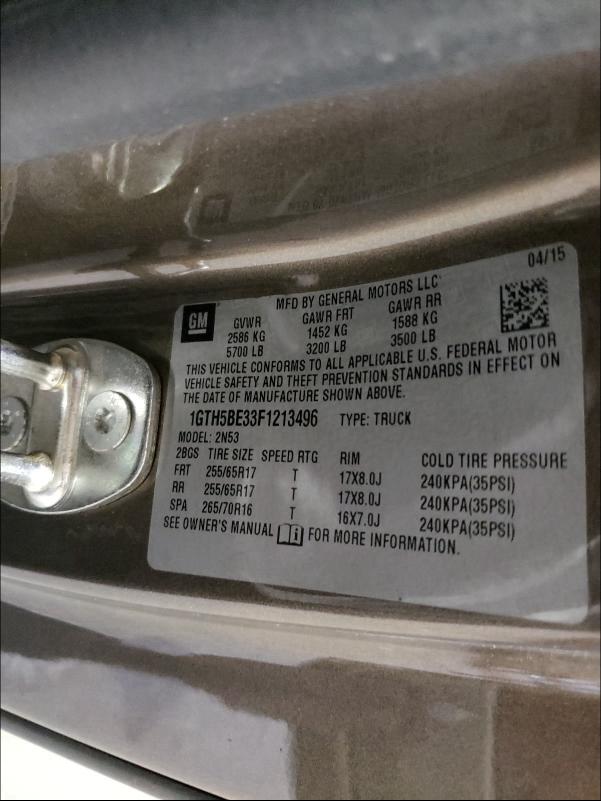 04/15
MFD BY GENERAL MOTORS LLC
GM
GVWR GAWR FRT GAWR RR
2586 KG 1452 KG 1588 KG
5700 LB 3200 LB 3500 LB
THIS VEHICLE CONFORMS TO ALL APPLICABLE U.S. FEDERAL MOTOR
VEHICLE SAFETY AND THEFT PREVENTION STANDARDS IN EFFECT ON
THE DATE OF MANUFACTURE SHOWN ABOVE.
1GTH5BE33F1213496 TYPE: TRUCK
MODEL: 2N53
2BGS TIRE SIZE SPEED RTG RIM COLD TIRE PRESSURE
FRT 255/65R17 T 17X8.0J 240KPA(35PSI)
RR 255/65R17 T 17X8.0J 240KPA(35PSI)
SPA 265/70R16 T 16X7.0J 240KPA(35PSI)
SEE OWNER'S MANUAL FOR MORE INFORMATION.